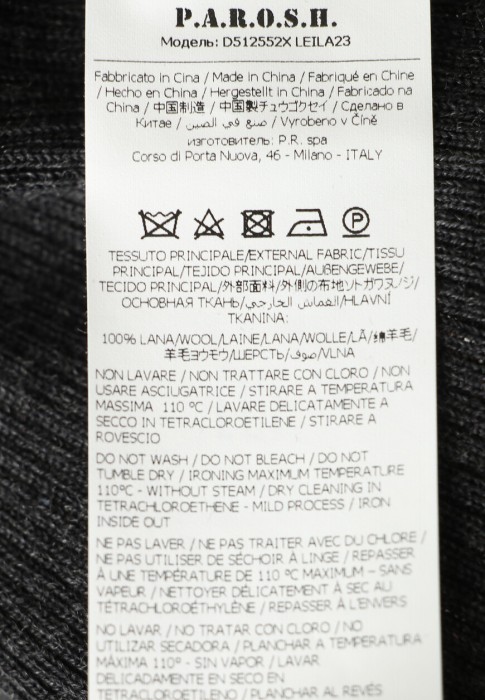 P.A.R.O.S.H.
Модель: D512552X LEILA23
Fabbricato in Cina / Made in China / Fabriqué en Chine
/ Hecho en China / Hergestellt in China / Fabricado na
China / 中国制造 / 中国製チュウゴクセイ / Сделано в
Китае / صنع في الصين / Vyrobeno v Číně
изготовитель: P.R. spa
Corso di Porta Nuova, 46 - Milano - ITALY
P
TESSUTO PRINCIPALE/EXTERNAL FABRIC/TISSU
PRINCIPAL/TEJIDO PRINCIPAL/AUßENGEWEBE/
TECIDO PRINCIPAL/外部面料/外側の布地ソトガワヌノジ/
ОСНОВНАЯ ТКАНЬ/القماش الخارجي/HLAVNÍ
TKANINA:
100% LANA/WOOL/LAINE/LANA/WOLLE/LÃ/绵羊毛/
羊毛ヨウモウ/ШЕРСТЬ/صوف/VLNA
NON LAVARE / NON TRATTARE CON CLORO / NON
USARE ASCIUGATRICE / STIRARE A TEMPERATURA
MASSIMA 110 ºC / LAVARE DELICATAMENTE A
SECCO IN TETRACLOROETILENE / STIRARE A
ROVESCIO
DO NOT WASH / DO NOT BLEACH / DO NOT
TUMBLE DRY / IRONING MAXIMUM TEMPERATURE
110ºC - WITHOUT STEAM / DRY CLEANING IN
TETRACHLOROETHENE - MILD PROCESS / IRON
INSIDE OUT
NE PAS LAVER / NE PAS TRAITER AVEC DU CHLORE /
NE PAS UTILISER DE SÉCHOIR À LINGE / REPASSER
À UNE TEMPÉRATURE DE 110 ºC MAXIMUM – SANS
VAPEUR / NETTOYER DÉLICATEMENT À SEC AU
TÉTRACHLOROÉTHYLÈNE / REPASSER À L'ENVERS
NO LAVAR / NO TRATAR CON CLORO / NO
UTILIZAR SECADORA / PLANCHAR A TEMPERATURA
MÁXIMA 110º - SIN VAPOR / LAVAR
DELICADAMENTE EN SECO EN
TETRACLOROETILENO / PLANCHAR AL REVÉS